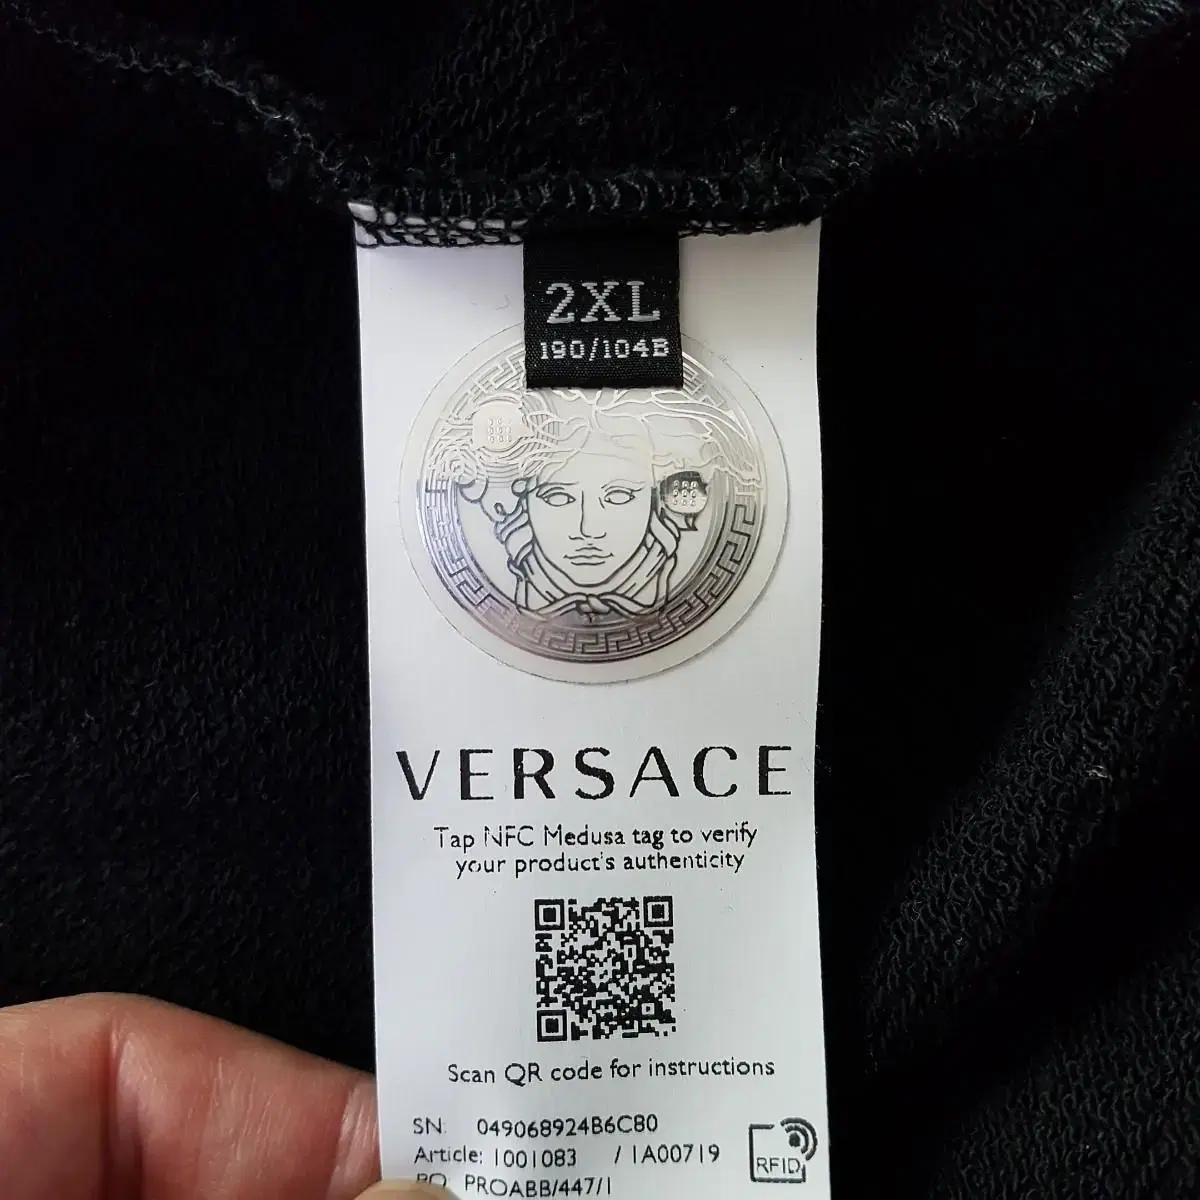 2XL
190/104B
VERSACE
Tap NFC Medusa tag to verify
your product's authenticity
Scan QR code for instructions
SN: 049068924B6C80
Article: 1001083 / 1A00719
PO: PROABB/447/1
RFID